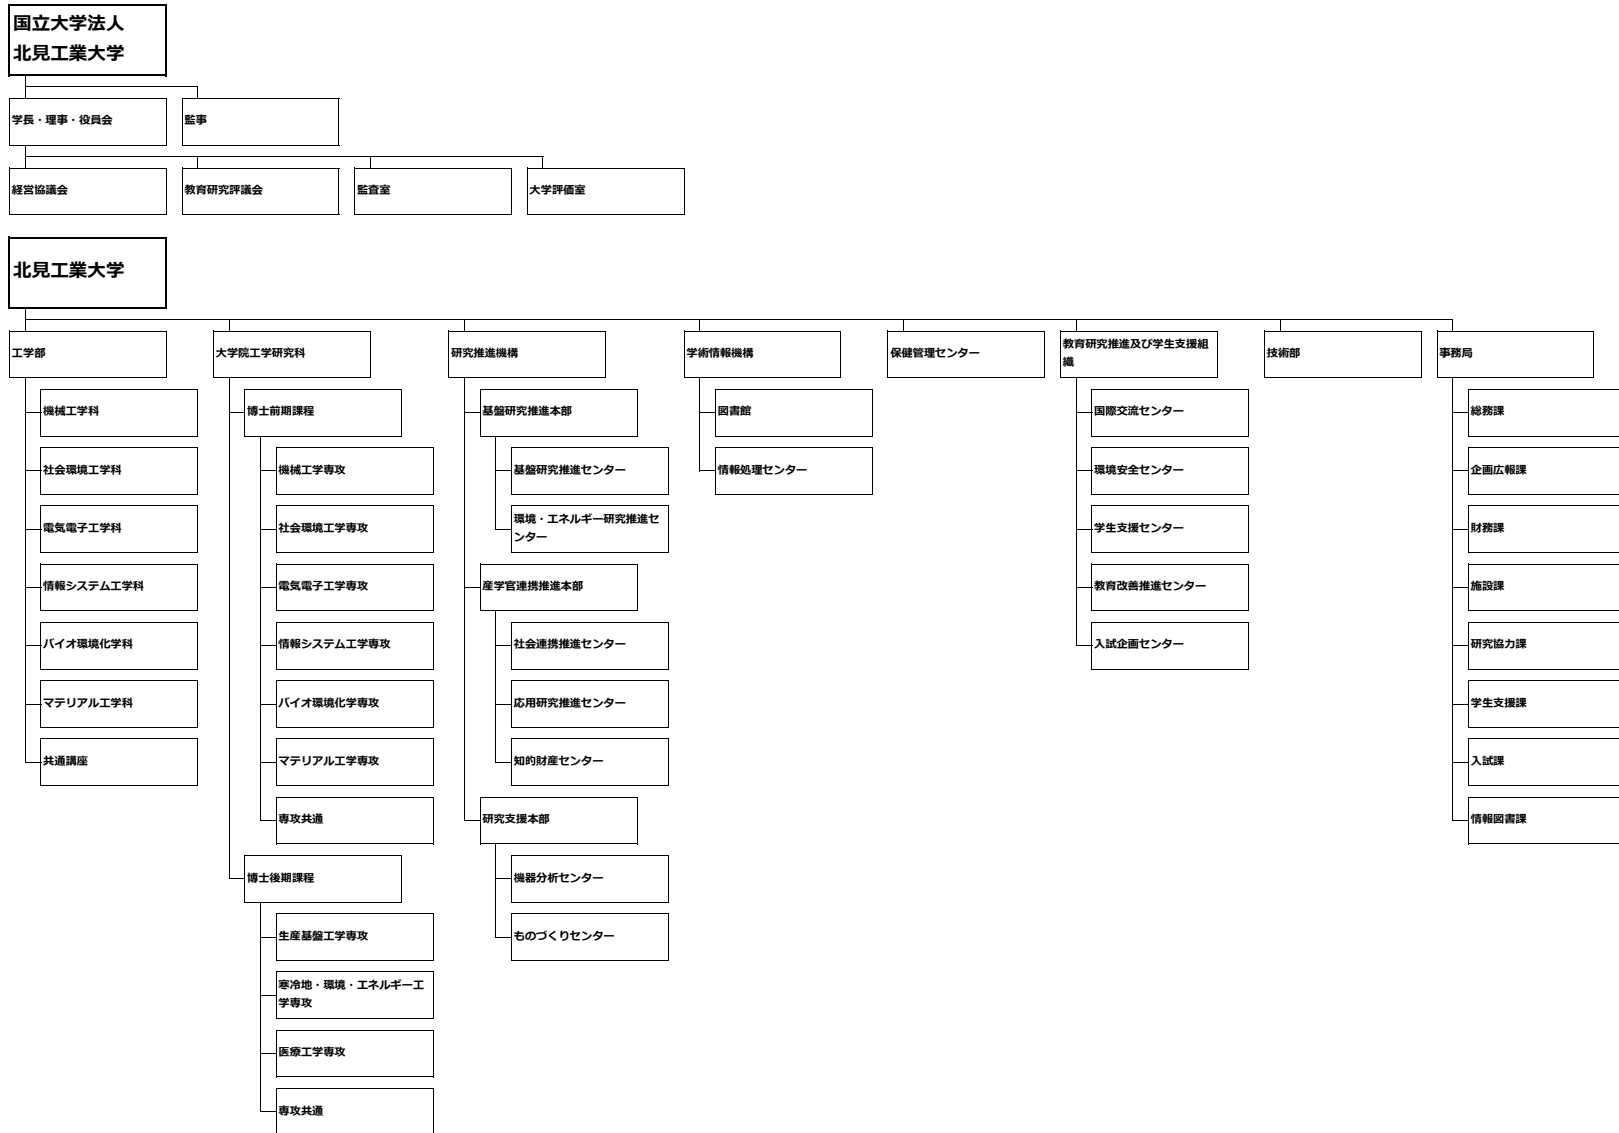 国立大学法人
北見工業大学
学長・理事・役員会
監事
経営協議会
教育研究評議会
監査室
大学評価室
北見工業大学
工学部
機械工学科
社会環境工学科
電気電子工学科
情報システム工学科
バイオ環境化学科
マテリアル工学科
共通講座
大学院工学研究科
博士前期課程
機械工学専攻
社会環境工学専攻
電気電子工学専攻
情報システム工学専攻
バイオ環境化学専攻
マテリアル工学専攻
専攻共通
博士後期課程
生産基盤工学専攻
寒冷地・環境・エネルギー工
学専攻
医療工学専攻
専攻共通
研究推進機構
基盤研究推進本部
基盤研究推進センター
環境・エネルギー研究推進セ
ンター
産学官連携推進本部
社会連携推進センター
応用研究推進センター
知的財産センター
研究支援本部
機器分析センター
ものづくりセンター
学術情報機構
図書館
情報処理センター
保健管理センター
教育研究推進及び学生支援組
織
国際交流センター
環境安全センター
学生支援センター
教育改善推進センター
入試企画センター
技術部
事務局
総務課
企画広報課
財務課
施設課
研究協力課
学生支援課
入試課
情報図書課